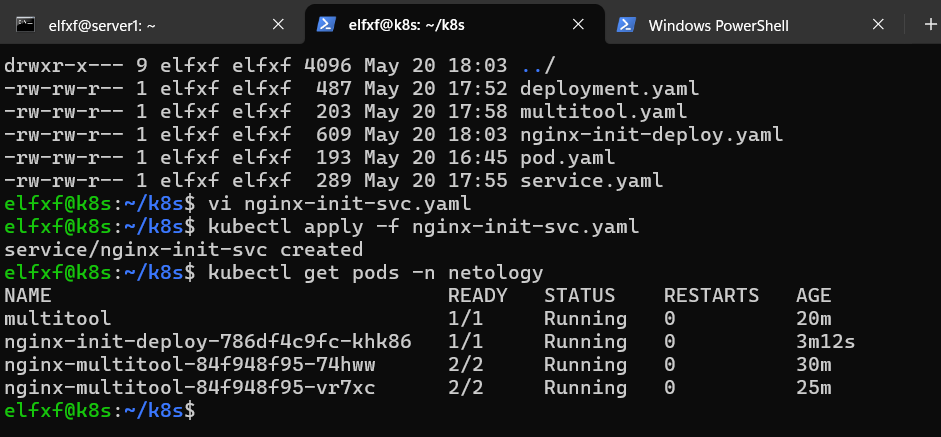 elfxf@server1: ~
elfxf@k8s: ~/k8s
Windows PowerShell
drwxr-x--- 9 elfxf elfxf 4096 May 20 18:03 ../
-rw-rw-r-- 1 elfxf elfxf  487 May 20 17:52 deployment.yaml
-rw-rw-r-- 1 elfxf elfxf  203 May 20 17:58 multitool.yaml
-rw-rw-r-- 1 elfxf elfxf  609 May 20 18:03 nginx-init-deploy.yaml
-rw-rw-r-- 1 elfxf elfxf  193 May 20 16:45 pod.yaml
-rw-rw-r-- 1 elfxf elfxf  289 May 20 17:55 service.yaml
elfxf@k8s:~/k8s$ vi nginx-init-svc.yaml
elfxf@k8s:~/k8s$ kubectl apply -f nginx-init-svc.yaml
service/nginx-init-svc created
elfxf@k8s:~/k8s$ kubectl get pods -n netology
NAME                                 READY   STATUS    RESTARTS   AGE
multitool                            1/1     Running   0          20m
nginx-init-deploy-786df4c9fc-khk86   1/1     Running   0          3m12s
nginx-multitool-84f948f95-74hww      2/2     Running   0          30m
nginx-multitool-84f948f95-vr7xc      2/2     Running   0          25m
elfxf@k8s:~/k8s$